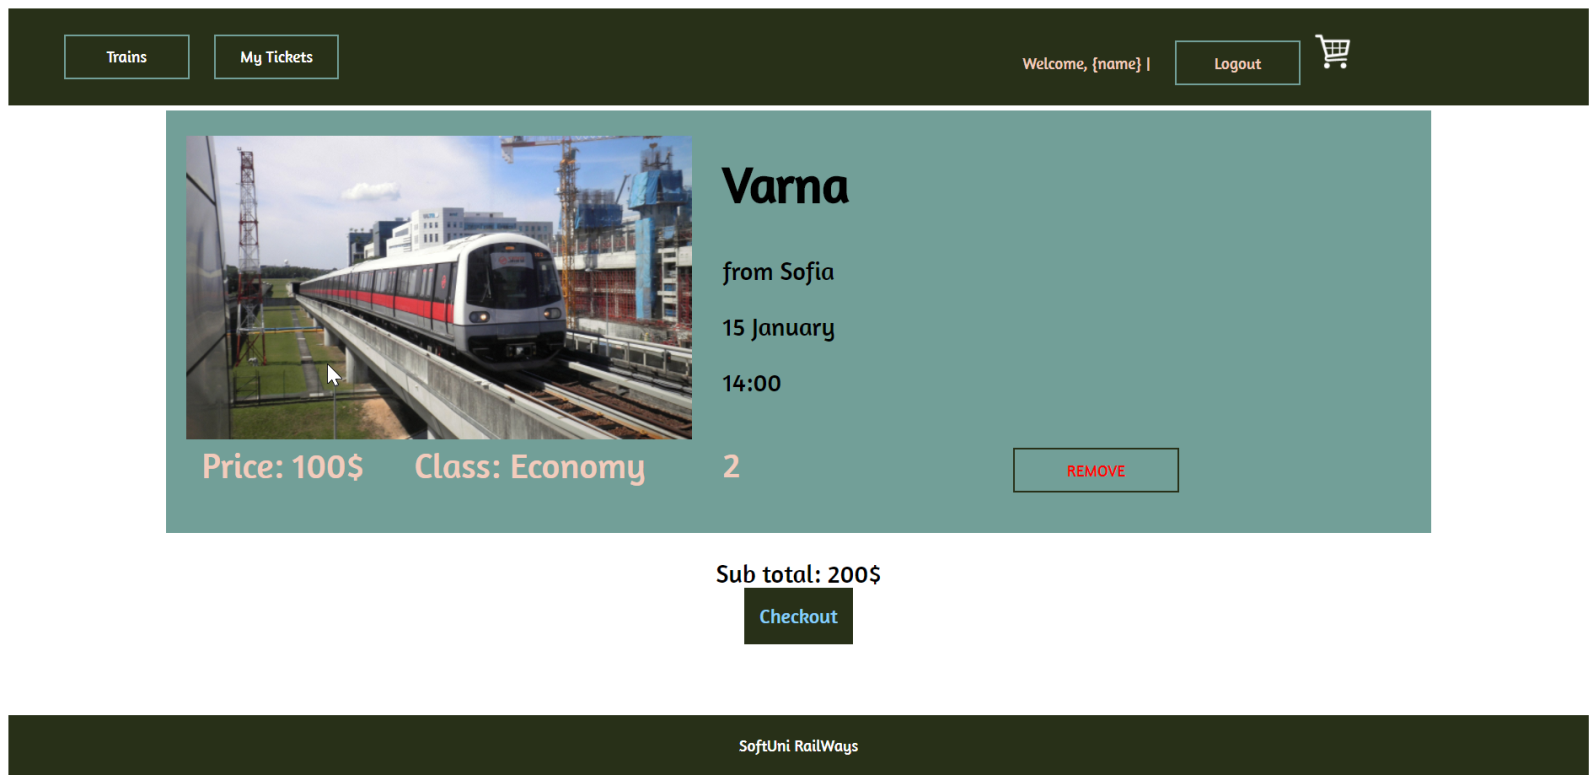 Trains
My Tickets
Welcome, {name} |
Logout
Varna
from Sofia
15 January
14:00
Price: 100$
Class: Economy
2
REMOVE
Sub total: 200$
Checkout
SoftUni RailWays